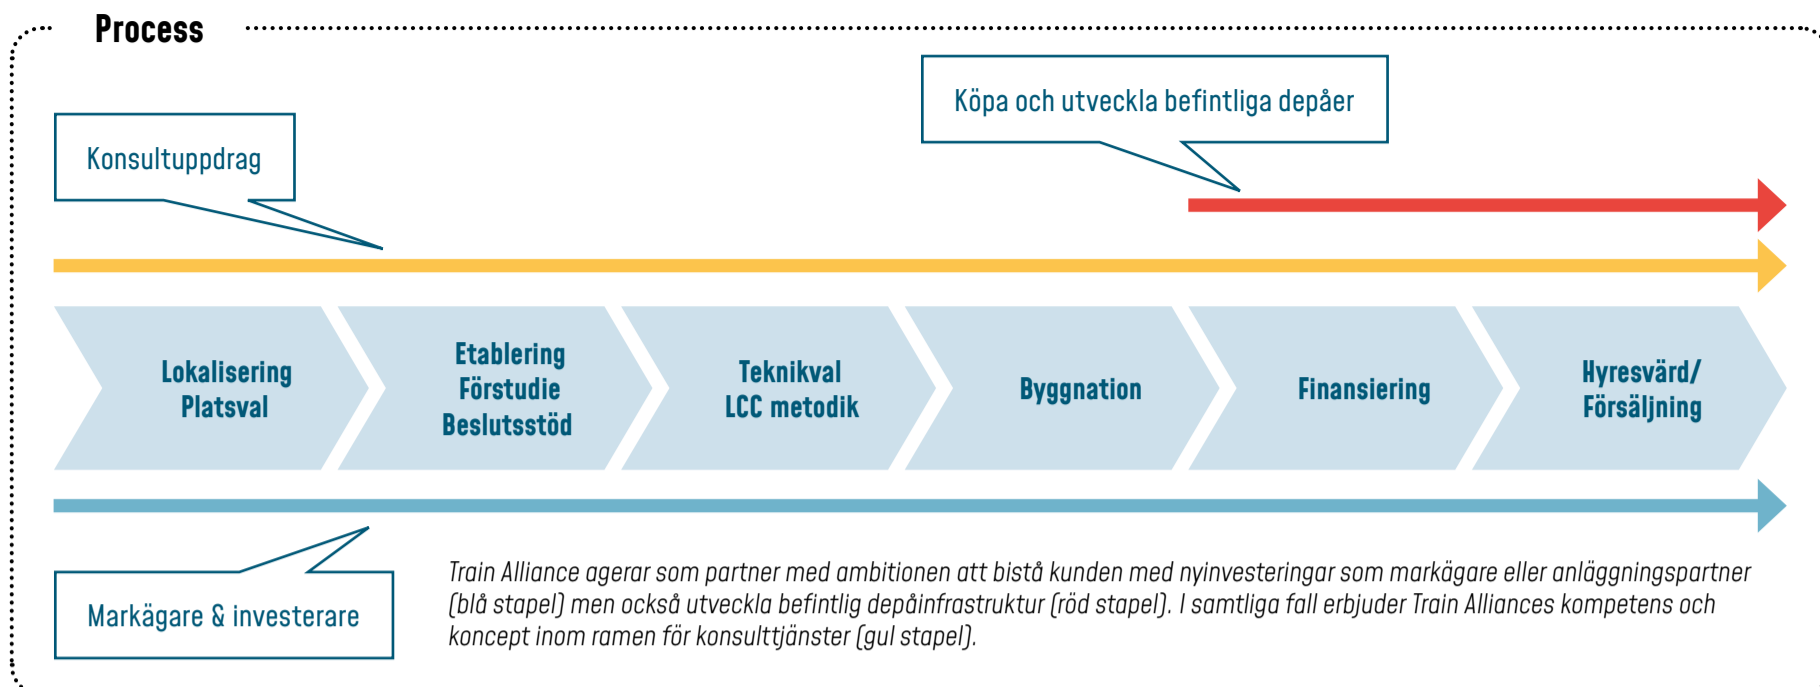 Process
Köpa och utveckla befintliga depåer
Konsultuppdrag
Lokalisering
Platsval
Etablering
Förstudie
Beslutsstöd
Teknikval
LCC metodik
Byggnation
Finansiering
Hyresvärd/
Försäljning
Markägare & investerare
Train Alliance agerar som partner med ambitionen att bistå kunden med nyinvesteringar som markägare eller anläggningspartner
(blå stapel) men också utveckla befintlig depåinfrastruktur (röd stapel). I samtliga fall erbjuder Train Alliances kompetens och
koncept inom ramen för konsulttjänster (gul stapel).